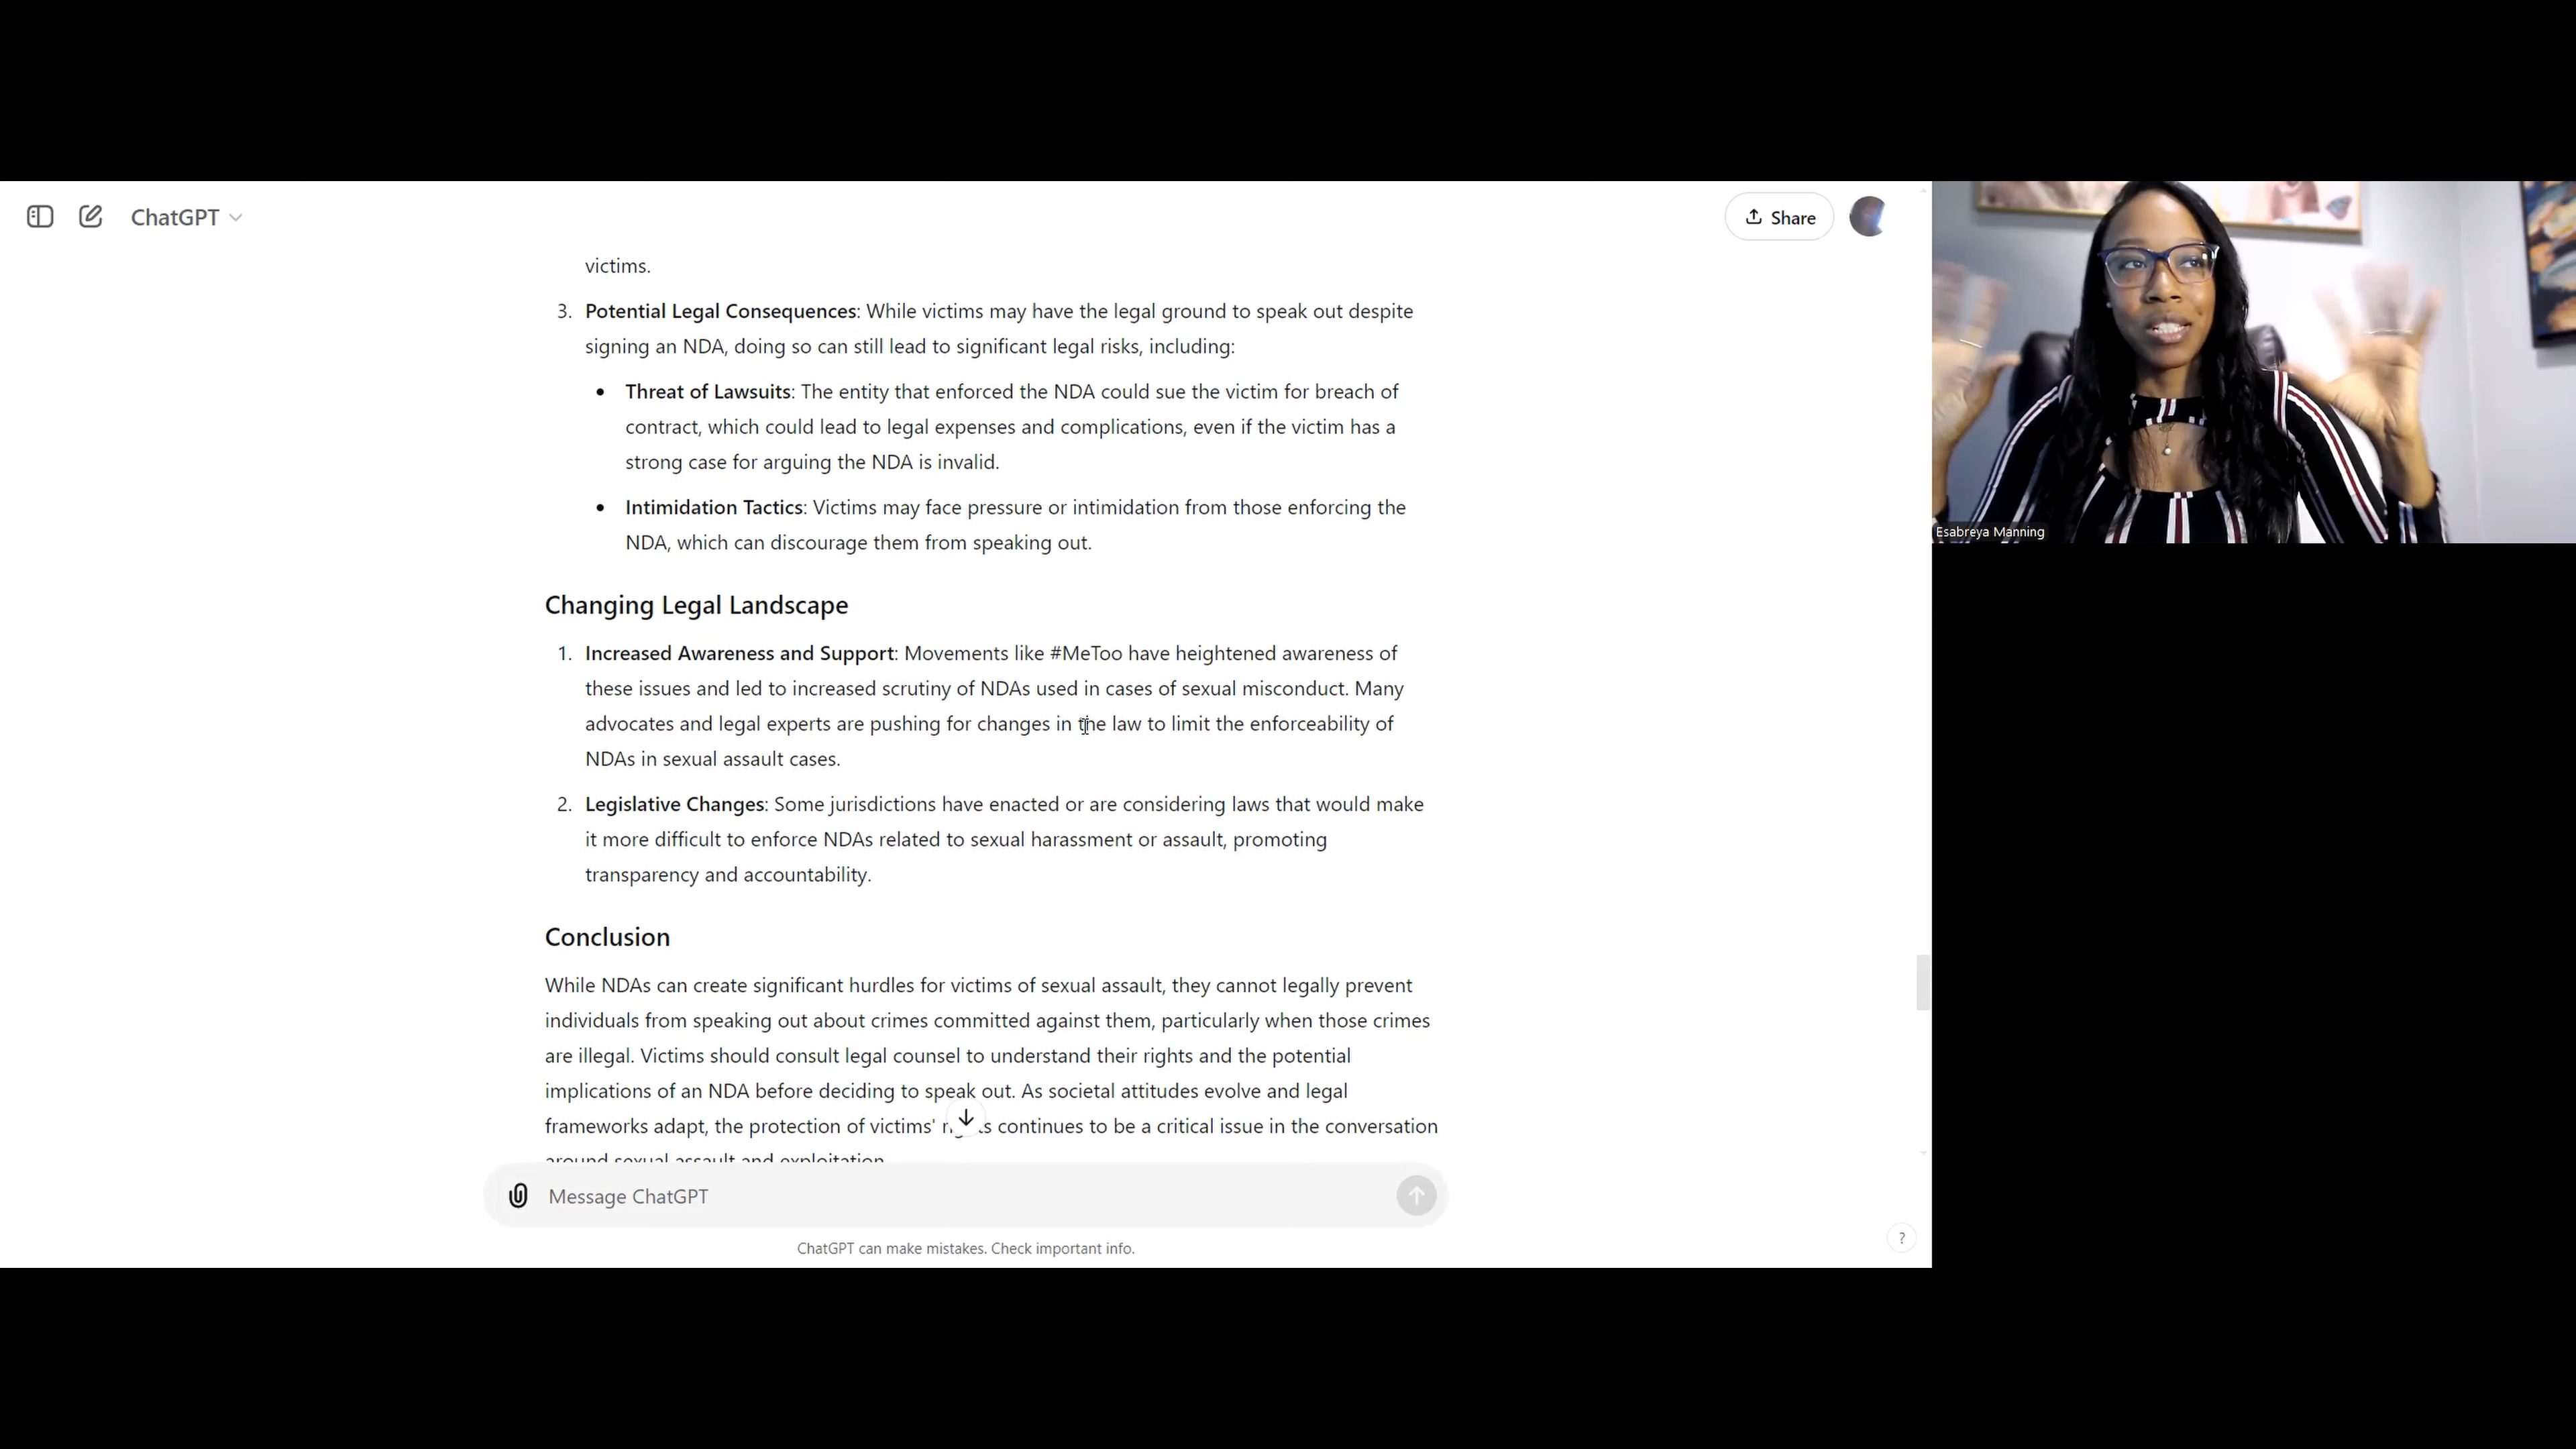 ChatGPT
Share
victims.
3. Potential Legal Consequences: While victims may have the legal ground to speak out despite
signing an NDA, doing so can still lead to significant legal risks, including:
• Threat of Lawsuits: The entity that enforced the NDA could sue the victim for breach of
contract, which could lead to legal expenses and complications, even if the victim has a
strong case for arguing the NDA is invalid.
• Intimidation Tactics: Victims may face pressure or intimidation from those enforcing the
NDA, which can discourage them from speaking out.
Changing Legal Landscape
1. Increased Awareness and Support: Movements like #MeToo have heightened awareness of
these issues and led to increased scrutiny of NDAs used in cases of sexual misconduct. Many
advocates and legal experts are pushing for changes in the law to limit the enforceability of
NDAs in sexual assault cases.
2. Legislative Changes: Some jurisdictions have enacted or are considering laws that would make
it more difficult to enforce NDAs related to sexual harassment or assault, promoting
transparency and accountability.
Conclusion
While NDAs can create significant hurdles for victims of sexual assault, they cannot legally prevent
individuals from speaking out about crimes committed against them, particularly when those crimes
are illegal. Victims should consult legal counsel to understand their rights and the potential
implications of an NDA before deciding to speak out. As societal attitudes evolve and legal
frameworks adapt, the protection of victims' rights continues to be a critical issue in the conversation
around sexual assault and exploitation.
Message ChatGPT
ChatGPT can make mistakes. Check important info.
?
Esabreya Manning